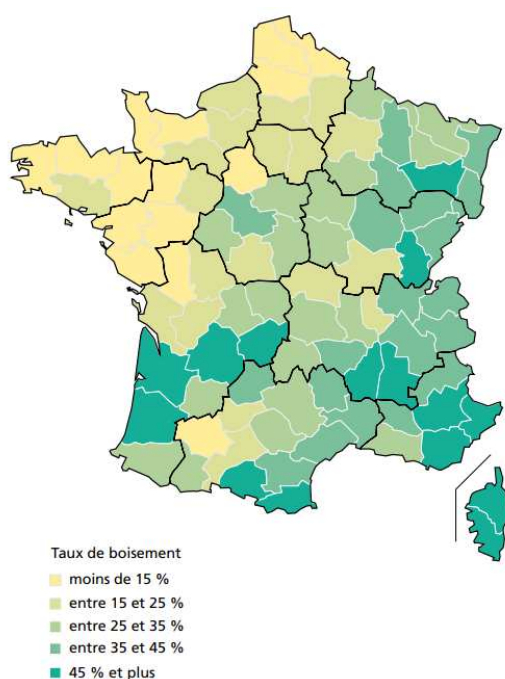 Taux de boisement
moins de 15 %
entre 15 et 25 %
entre 25 et 35 %
entre 35 et 45 %
45 % et plus